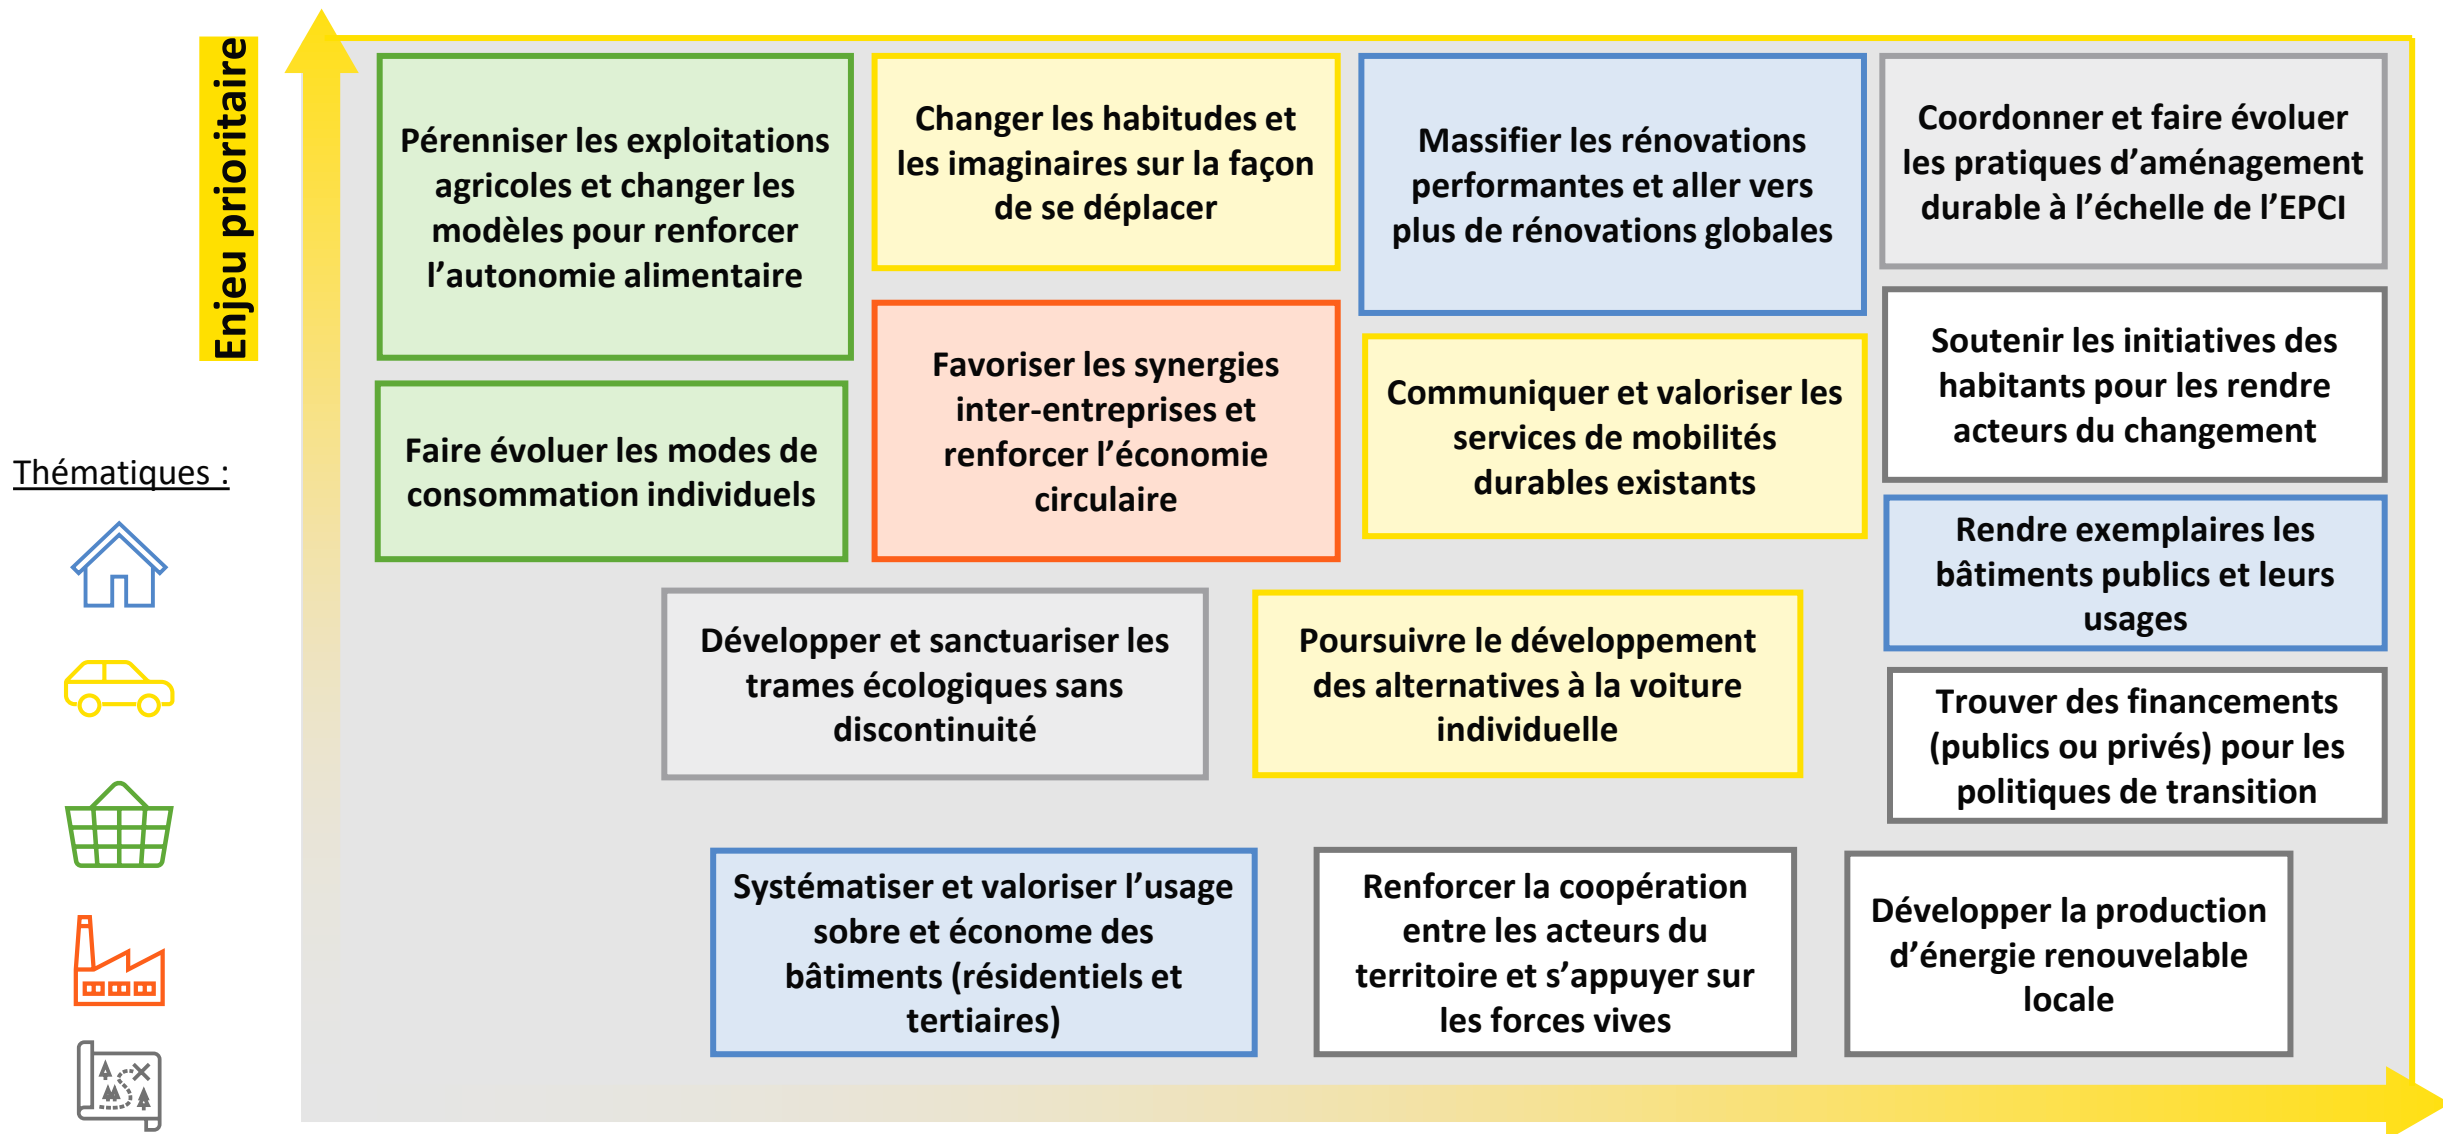 Enjeu prioritaire
Pérenniser les exploitations
agricoles et changer les
modèles pour renforcer
l’autonomie alimentaire
Changer les habitudes et
les imaginaires sur la façon
de se déplacer
Massifier les rénovations
performantes et aller vers
plus de rénovations globales
Coordonner et faire évoluer
les pratiques d’aménagement
durable à l’échelle de l’EPCI
Soutenir les initiatives des
habitants pour les rendre
acteurs du changement
Favoriser les synergies
inter-entreprises et
renforcer l’économie
circulaire
Communiquer et valoriser les
services de mobilités
durables existants
Faire évoluer les modes de
consommation individuels
Thématiques :
Rendre exemplaires les
bâtiments publics et leurs
usages
Développer et sanctuariser les
trames écologiques sans
discontinuité
Poursuivre le développement
des alternatives à la voiture
individuelle
Trouver des financements
(publics ou privés) pour les
politiques de transition
Systématiser et valoriser l’usage
sobre et économe des
bâtiments (résidentiels et
tertiaires)
Renforcer la coopération
entre les acteurs du
territoire et s’appuyer sur
les forces vives
Développer la production
d’énergie renouvelable
locale